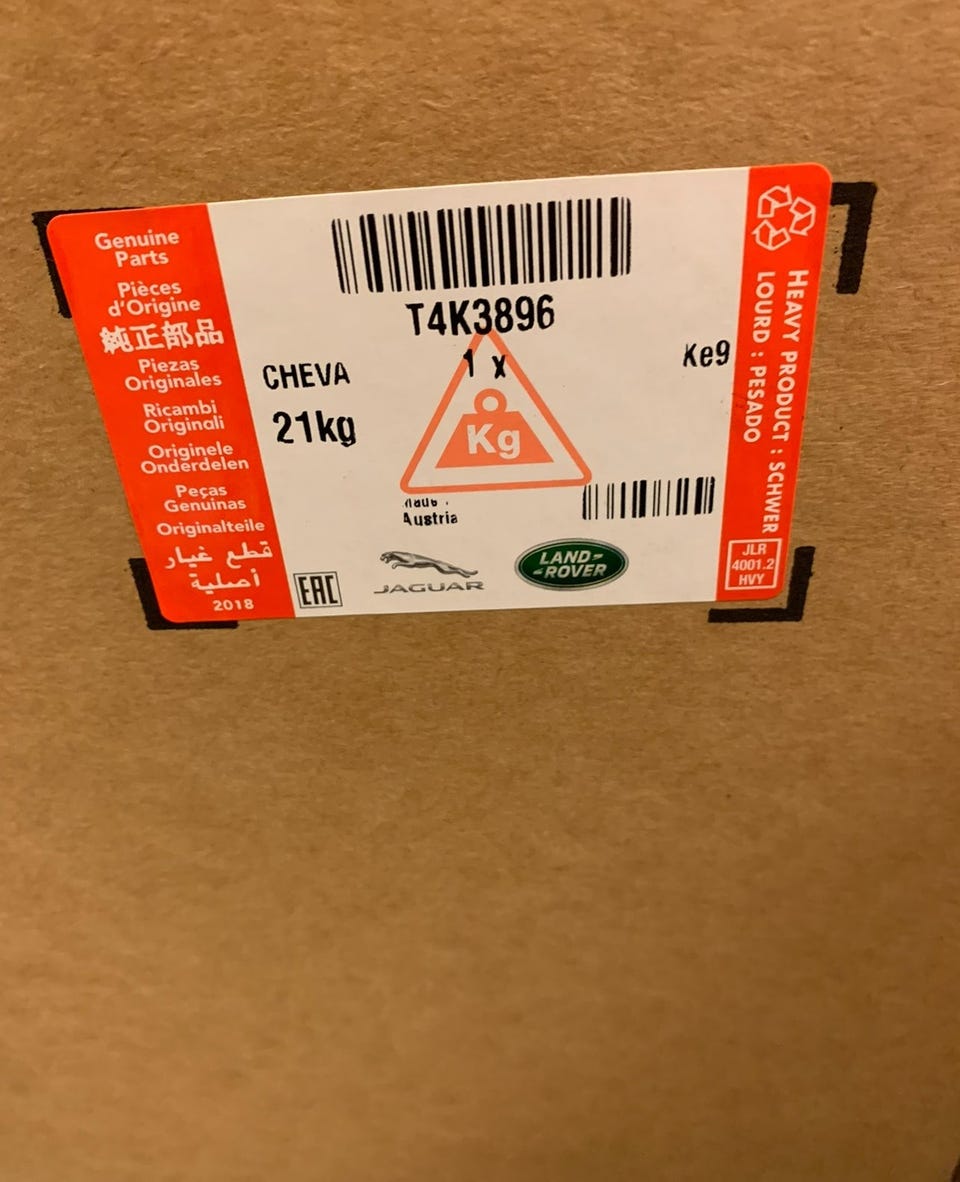 Genuine
Parts
Pièces
d'Origine
純正部品
Piezas
Originales
Ricambi
Originali
Originele
Onderdelen
Peças
Genuinas
Originalteile
قطع غيار
أصلية
2018
T4K3896
1 x
Ke9
CHEVA
21kg
Kg
Austria
EAC
JAGUAR
LAND-
-ROVER
HEAVY PRODUCT : SCHWER
LOURD : PESADO
JLR
4001.2
HVY